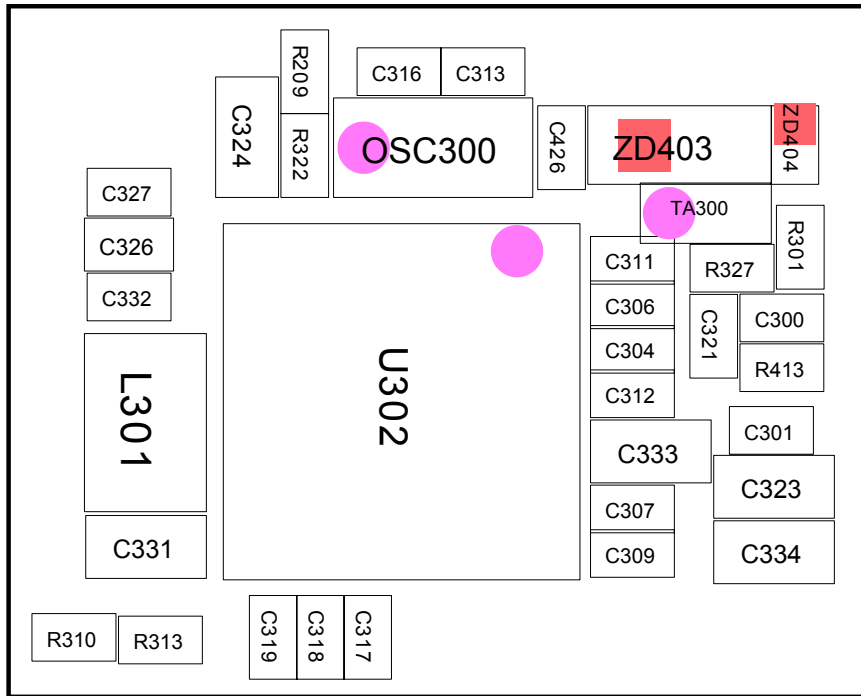 R209
C316
C313
C324
R322
OSC300
C426
ZD403
ZD404
C327
TA300
C326
R301
C311
R327
C332
C306
C321
C300
L301
U302
C304
R413
C312
C301
C333
C323
C307
C331
C309
C334
R310
R313
C319
C318
C317